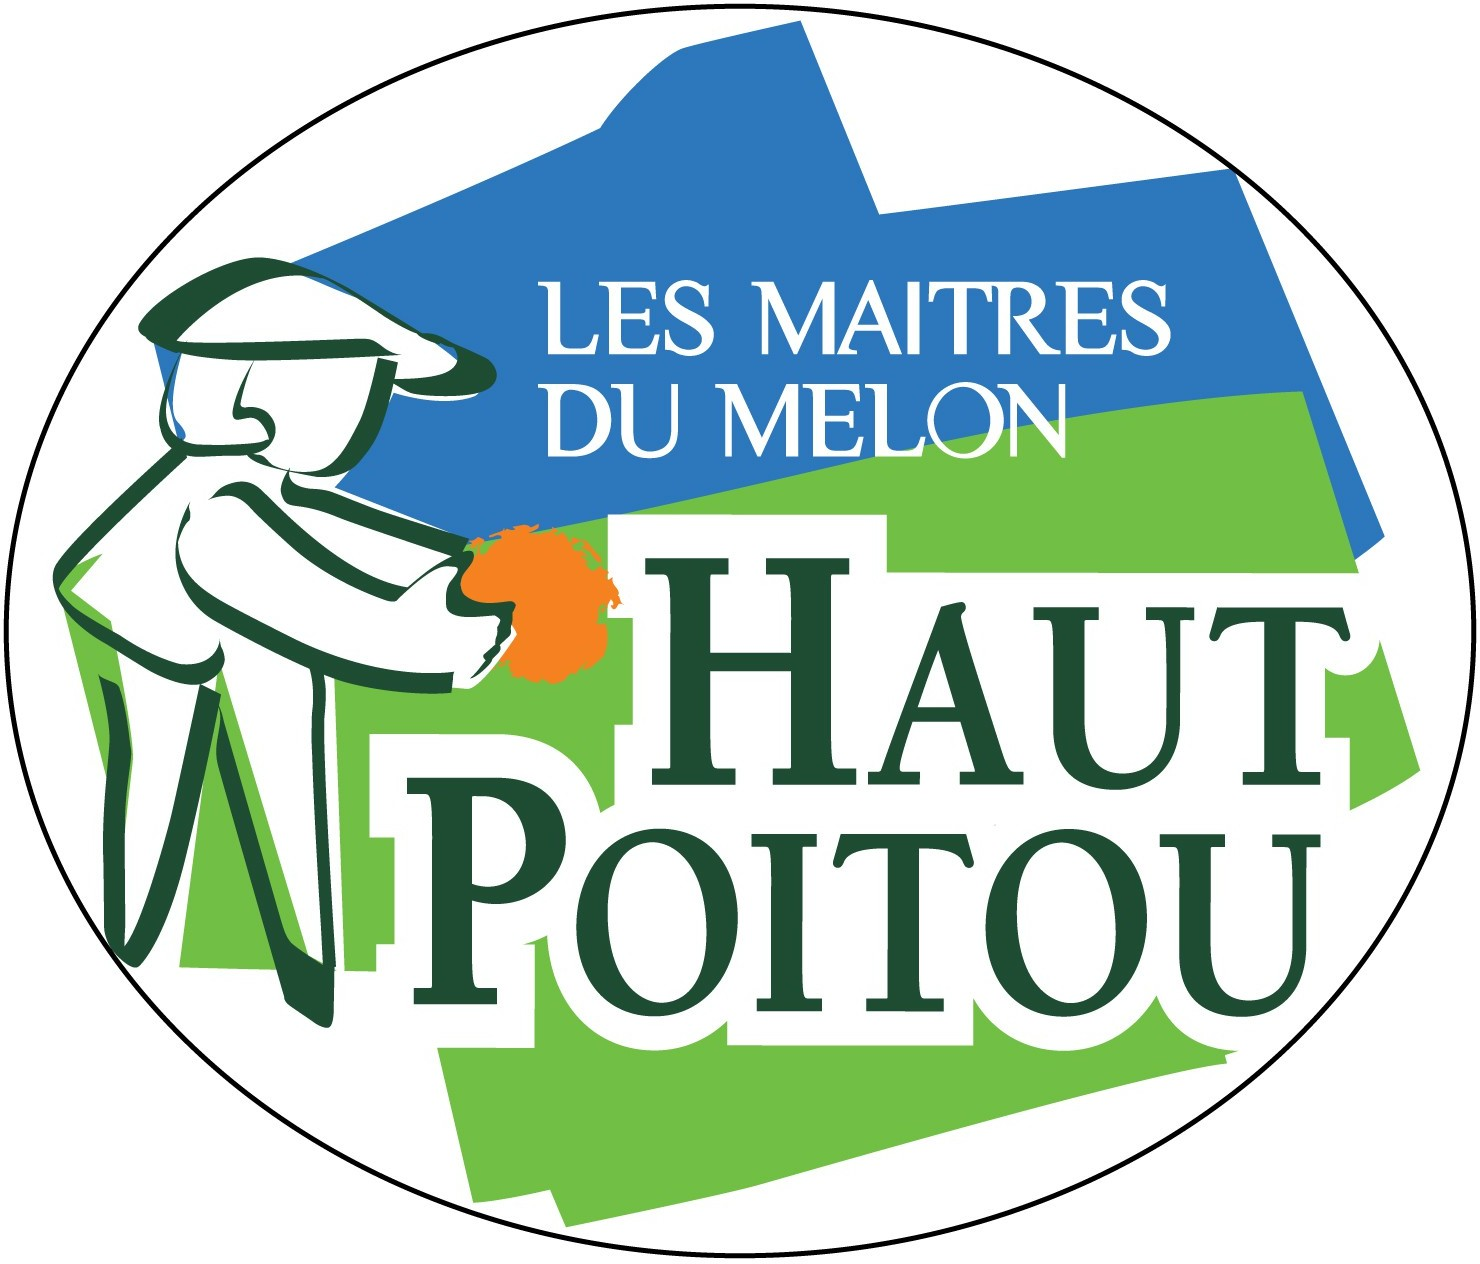 LES MAITRES
DU MELON
HAUT
POITOU